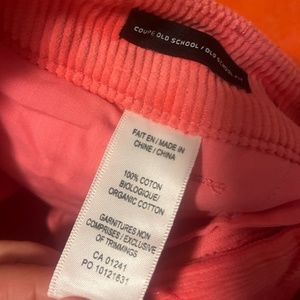 COUPE OLD SCHOOL / OLD SCHOOL FIT
FAIT EN / MADE IN
CHINE / CHINA
100% COTON
BIOLOGIQUE/
ORGANIC COTTON
GARNITURES NON
COMPRISES / EXCLUSIVE
OF TRIMMINGS
CA 01241
PO 10121631